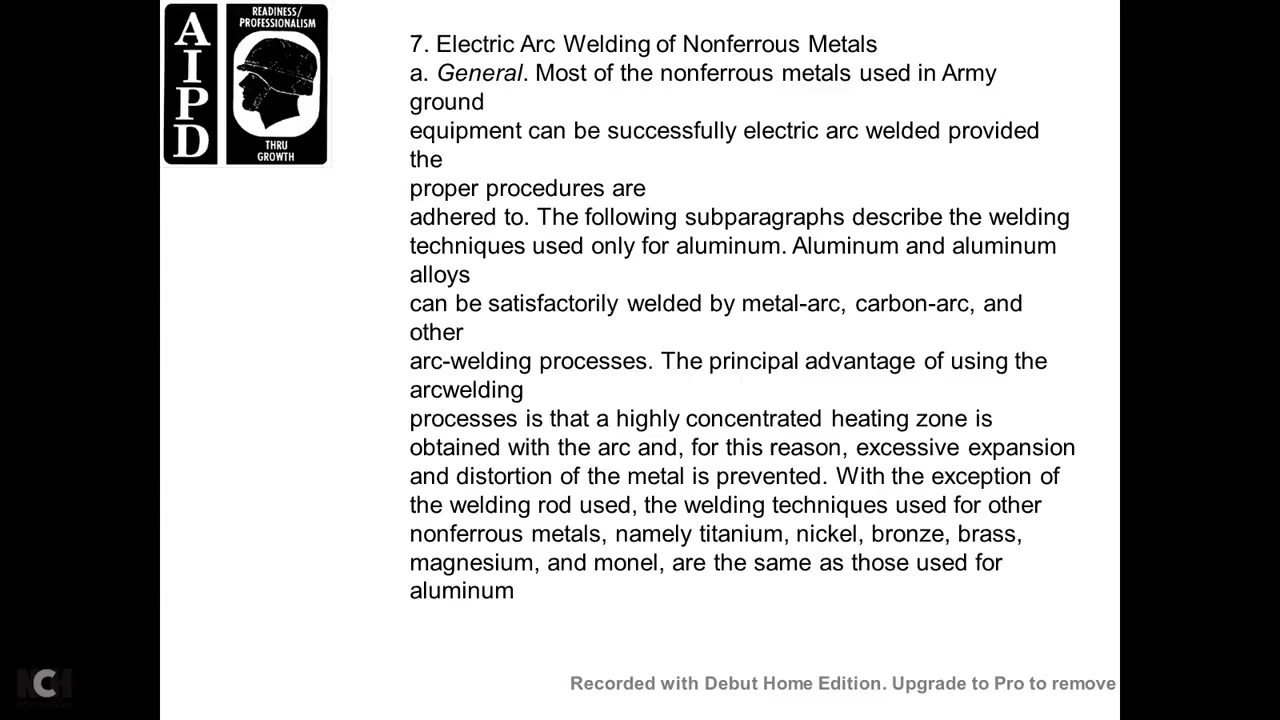 A
I
P
D
READINESS/
PROFESSIONALISM
THRU
GROWTH
7. Electric Arc Welding of Nonferrous Metals
a. General. Most of the nonferrous metals used in Army
ground
equipment can be successfully electric arc welded provided
the
proper procedures are
adhered to. The following subparagraphs describe the welding
techniques used only for aluminum. Aluminum and aluminum
alloys
can be satisfactorily welded by metal-arc, carbon-arc, and
other
arc-welding processes. The principal advantage of using the
arcwelding
processes is that a highly concentrated heating zone is
obtained with the arc and, for this reason, excessive expansion
and distortion of the metal is prevented. With the exception of
the welding rod used, the welding techniques used for other
nonferrous metals, namely titanium, nickel, bronze, brass,
magnesium, and monel, are the same as those used for
aluminum
NCH
Recorded with Debut Home Edition. Upgrade to Pro to remove